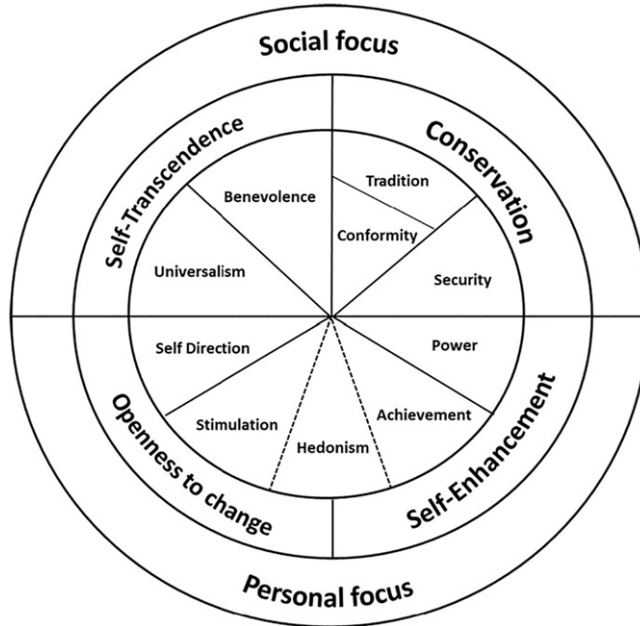 Social focus
Self-Transcendence
Conservation
Benevolence
Tradition
Conformity
Universalism
Security
Self Direction
Power
Stimulation
Achievement
Hedonism
Openness to change
Self-Enhancement
Personal focus